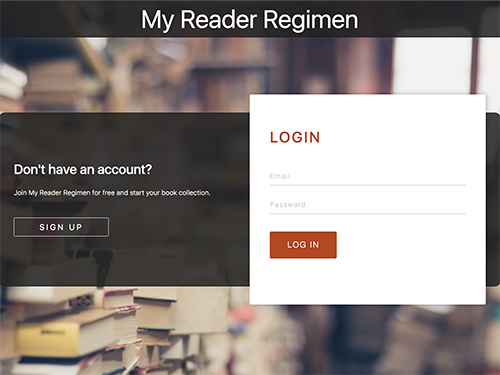 My Reader Regimen
Don't have an account?
Join My Reader Regimen for free and start your book collection.
SIGN UP
LOGIN
Email
Password
LOG IN